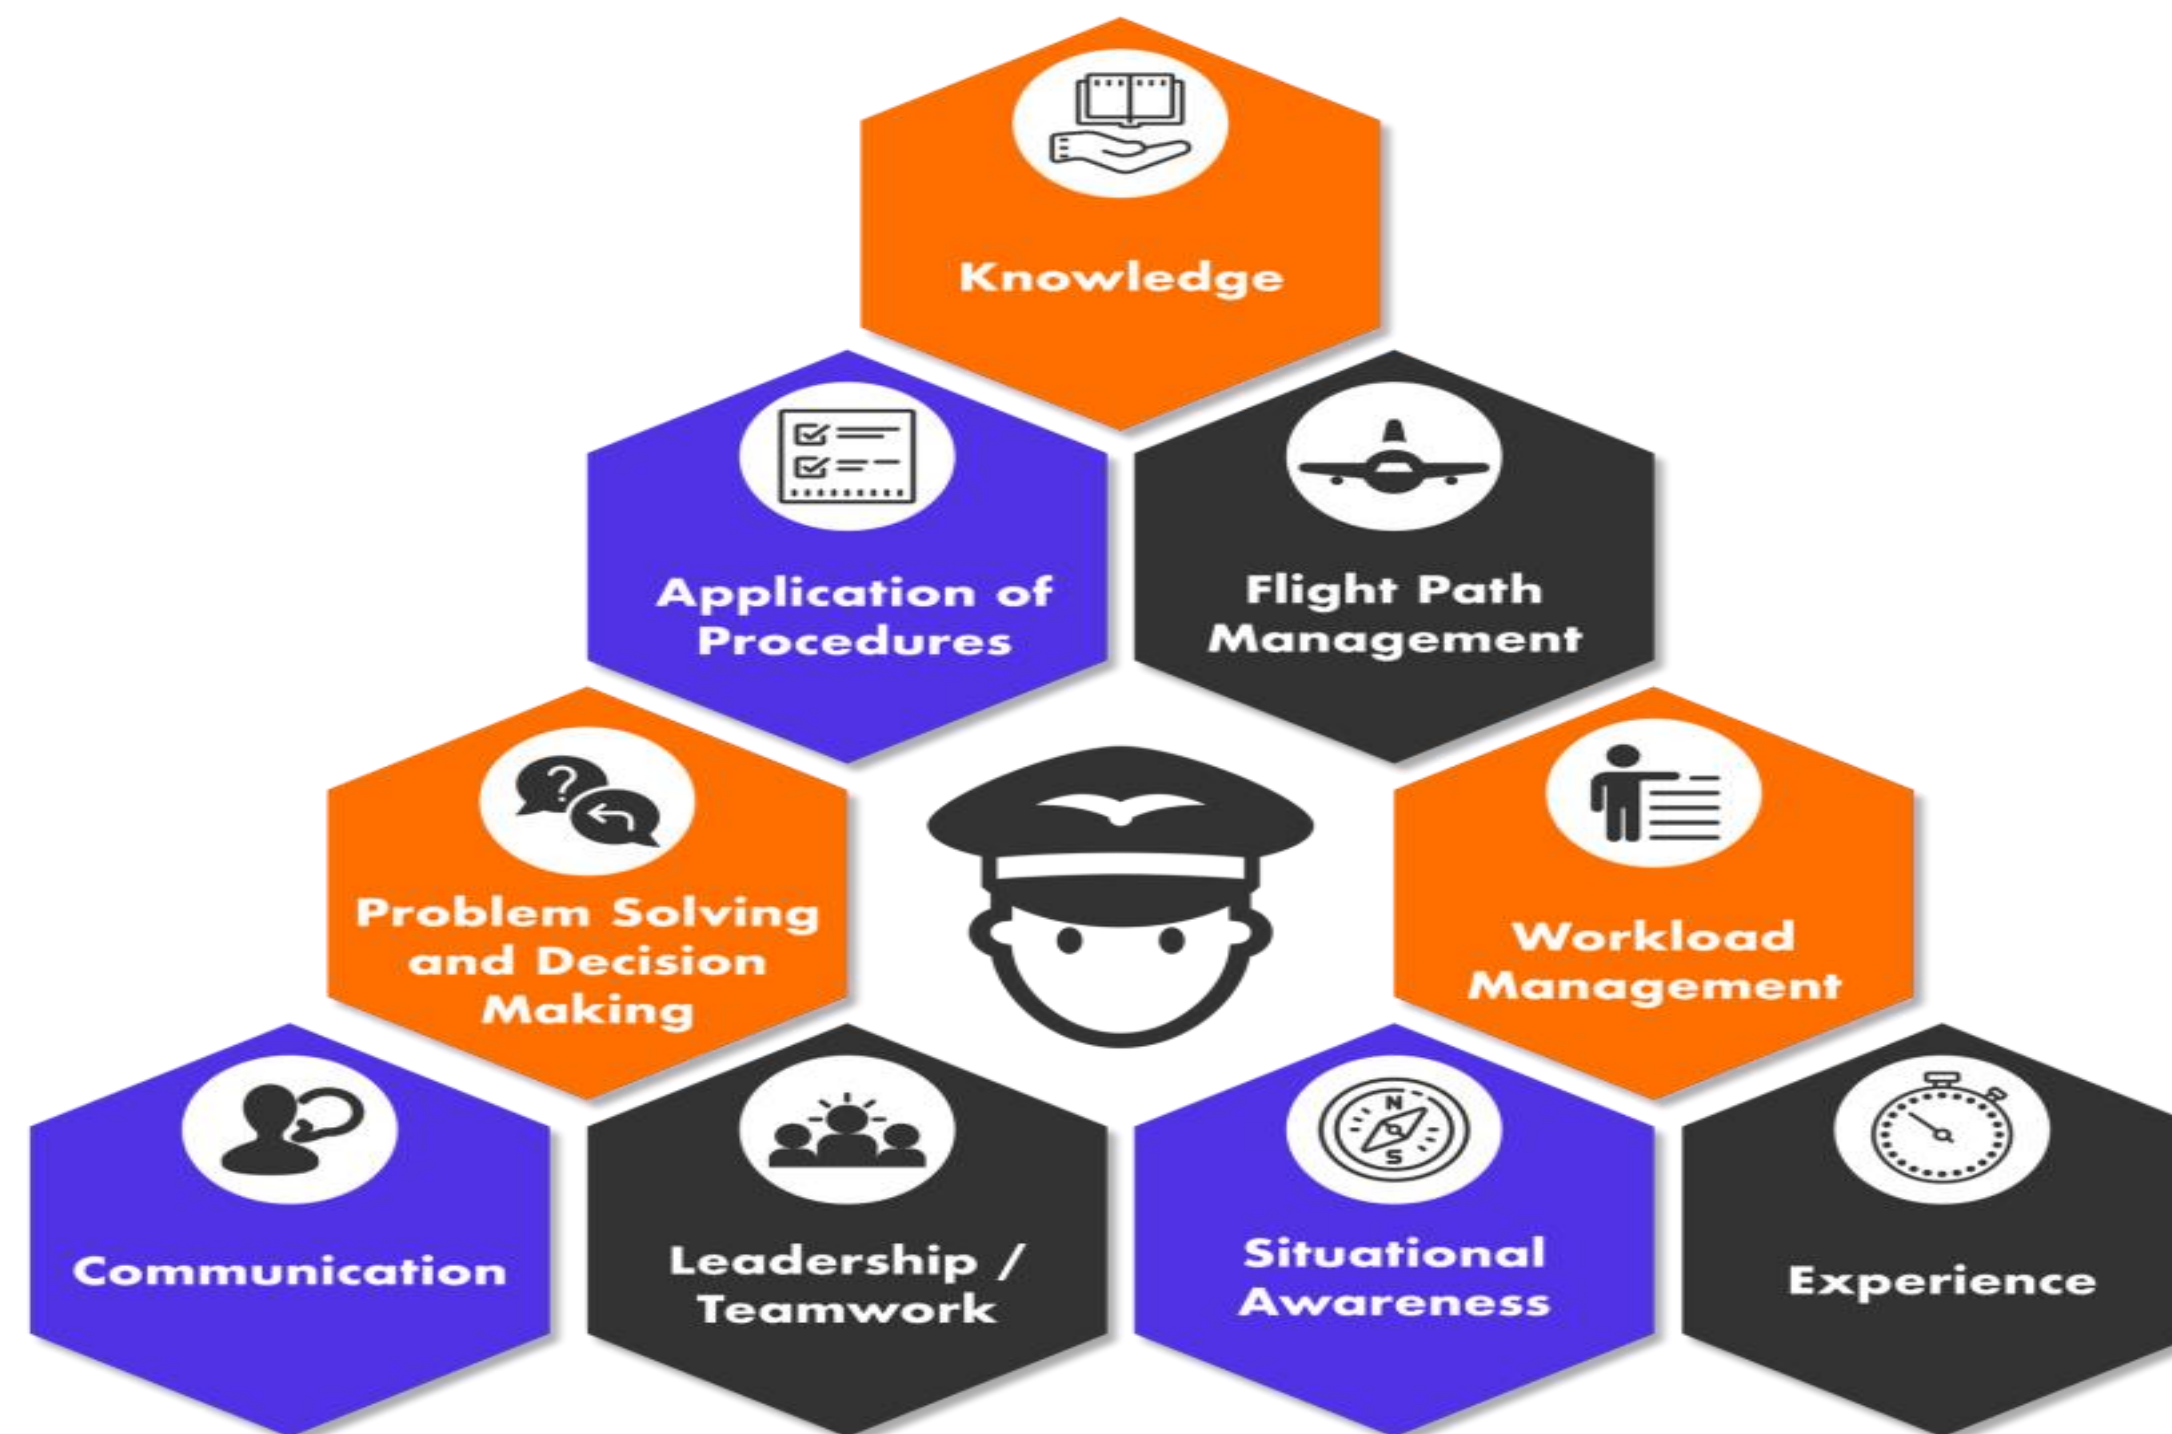 Knowledge
Application of
Procedures
Flight Path
Management
?
Problem Solving
and Decision
Making
Workload
Management
Communication
Leadership /
Teamwork
N
S
Situational
Awareness
Experience